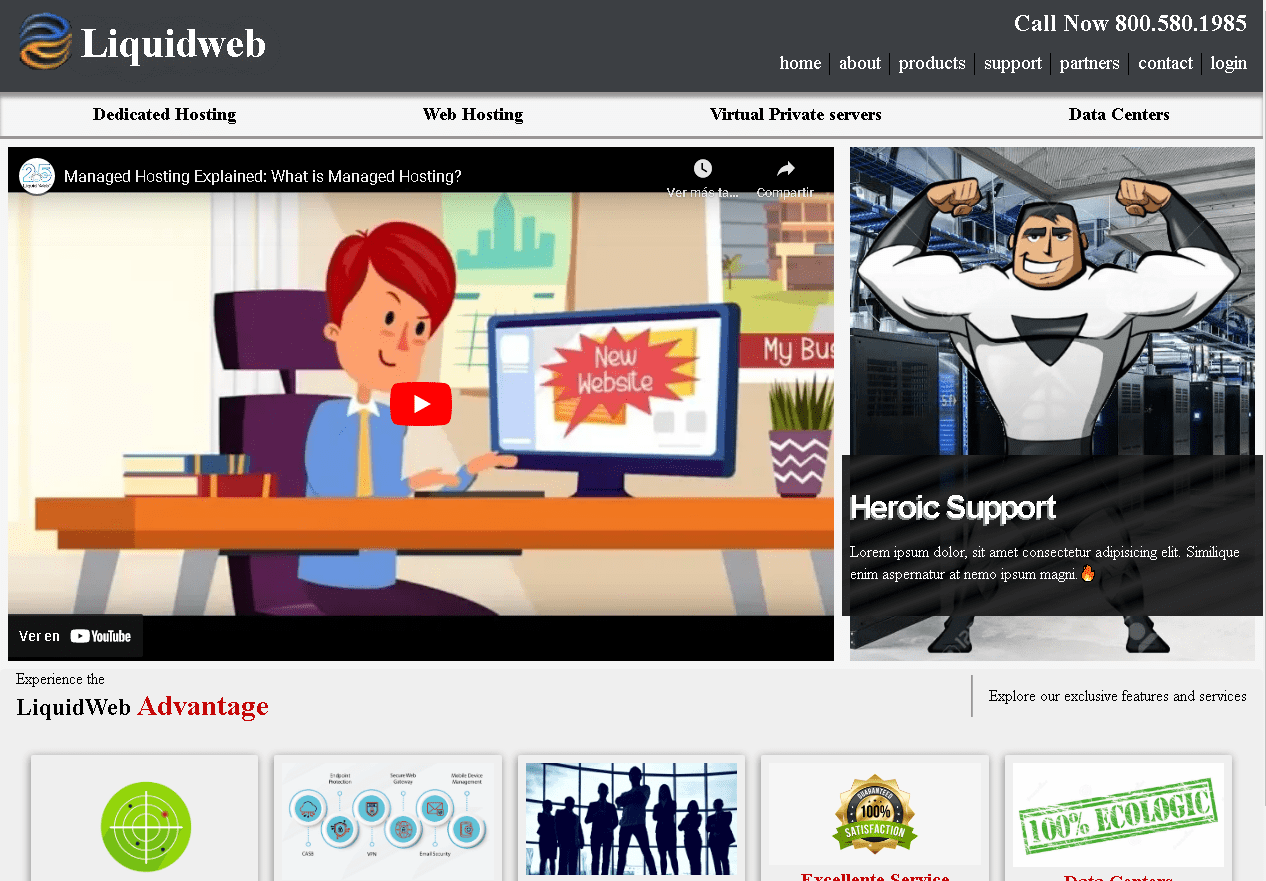 Liquidweb
Call Now 800.580.1985
home about products support partners contact login
Dedicated Hosting Web Hosting Virtual Private servers Data Centers
25
Managed Hosting Explained: What is Managed Hosting?
Ver más ta...
Compartir
New
Website
My Bus
Ver en YouTube
Heroic Support
Lorem ipsum dolor, sit amet consectetur adipisicing elit. Similique
enim aspernatur at nemo ipsum magni.🔥
Experience the
LiquidWeb Advantage
Explore our exclusive features and services
Endpoint
Protection
Secure Web
Gateway
Mobile Device
Management
CASB
VPN
Email Security
GUARANTEED
100%
SATISFACTION
100% ECOLOGIC
Excellente Service
Data Centers